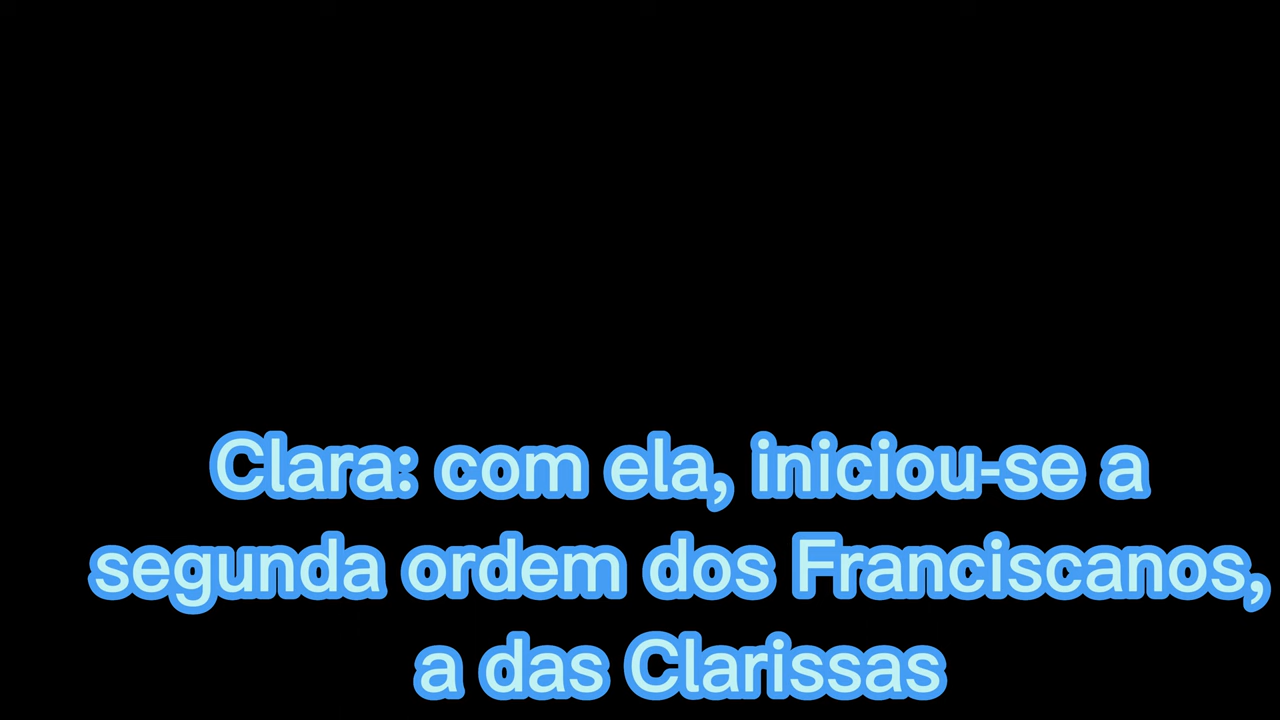 Clara: com ela, iniciou-se a
segunda ordem dos Franciscanos,
a das Clarissas